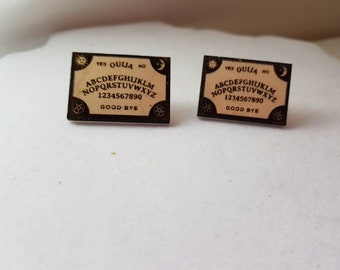 YES OUIJA NO
ABCDEFGHIJKLM
NOPQRSTUVWXYZ
1234567890
GOOD BYE
YES OUIJA NO
ABCDEFGHIJKLM
NOPQRSTUVWXYZ
1234567890
GOOD BYE